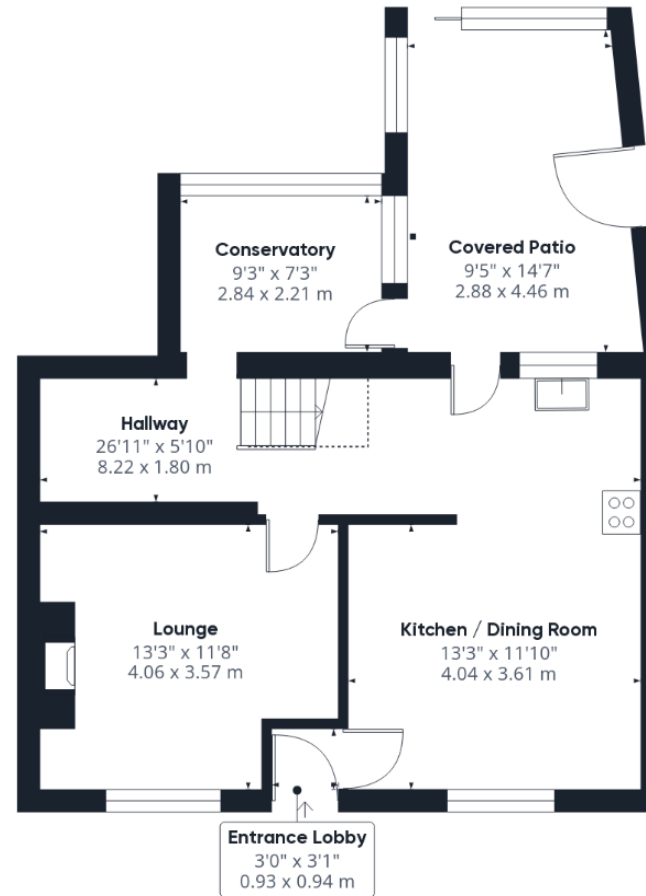 Conservatory
9'3" x 7'3"
2.84 x 2.21 m
Covered Patio
9'5" x 14'7"
2.88 x 4.46 m
Hallway
26'11" x 5'10"
8.22 x 1.80 m
Lounge
13'3" x 11'8"
4.06 x 3.57 m
Kitchen / Dining Room
13'3" x 11'10"
4.04 x 3.61 m
Entrance Lobby
3'0" x 3'1"
0.93 x 0.94 m